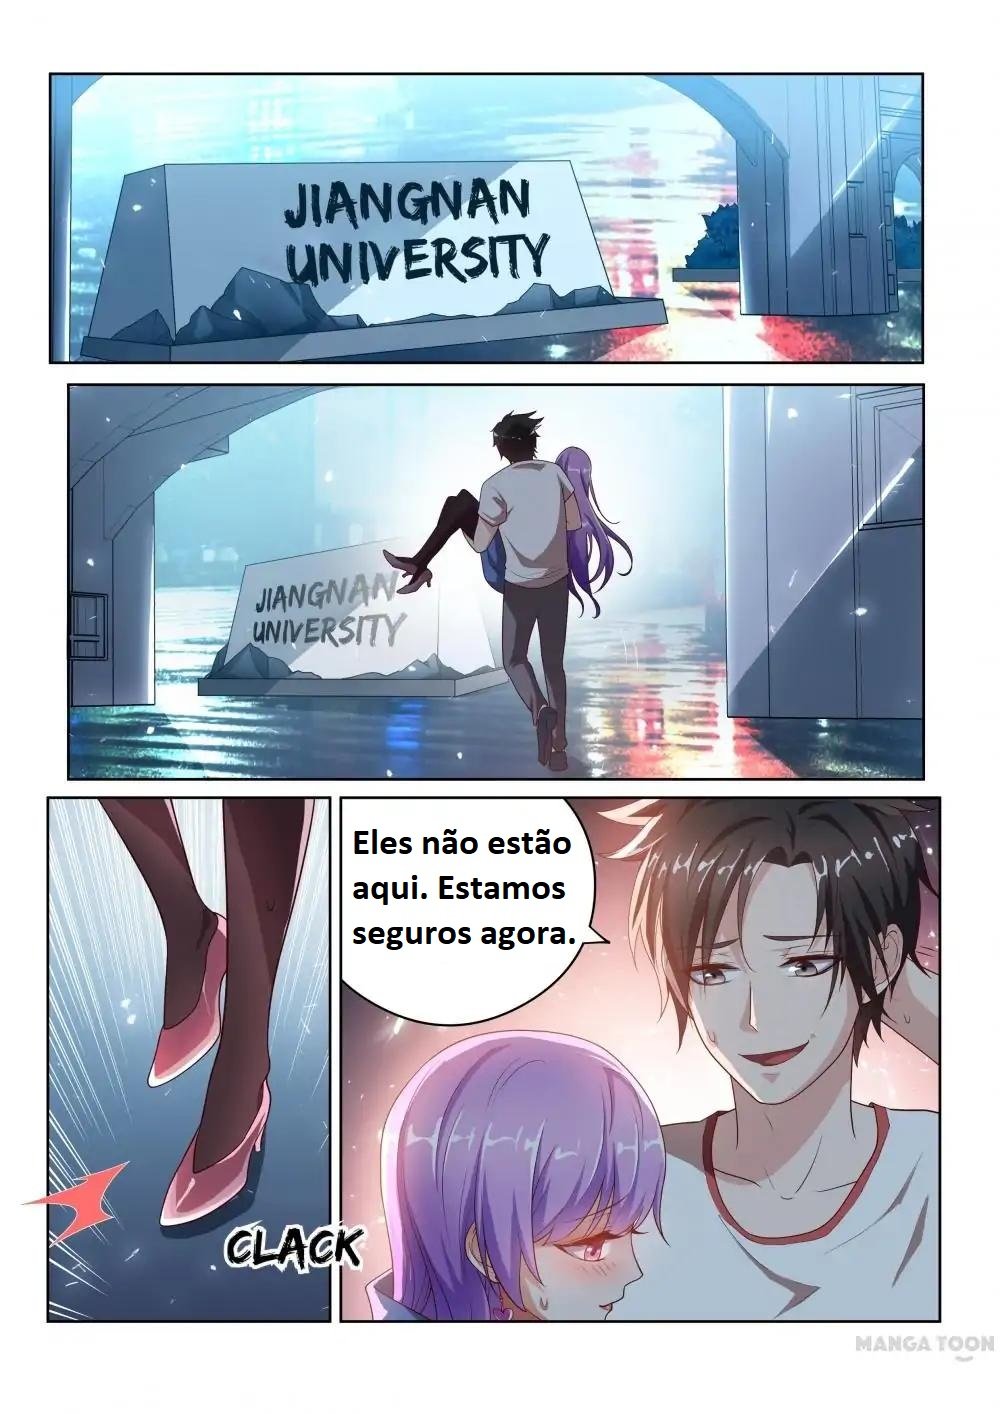 JIANGNAN
UNIVERSITY
JIANGNAN
UNIVERSITY
Eles não estão
aqui. Estamos
seguros agora.
CLACK
MANGA TOON